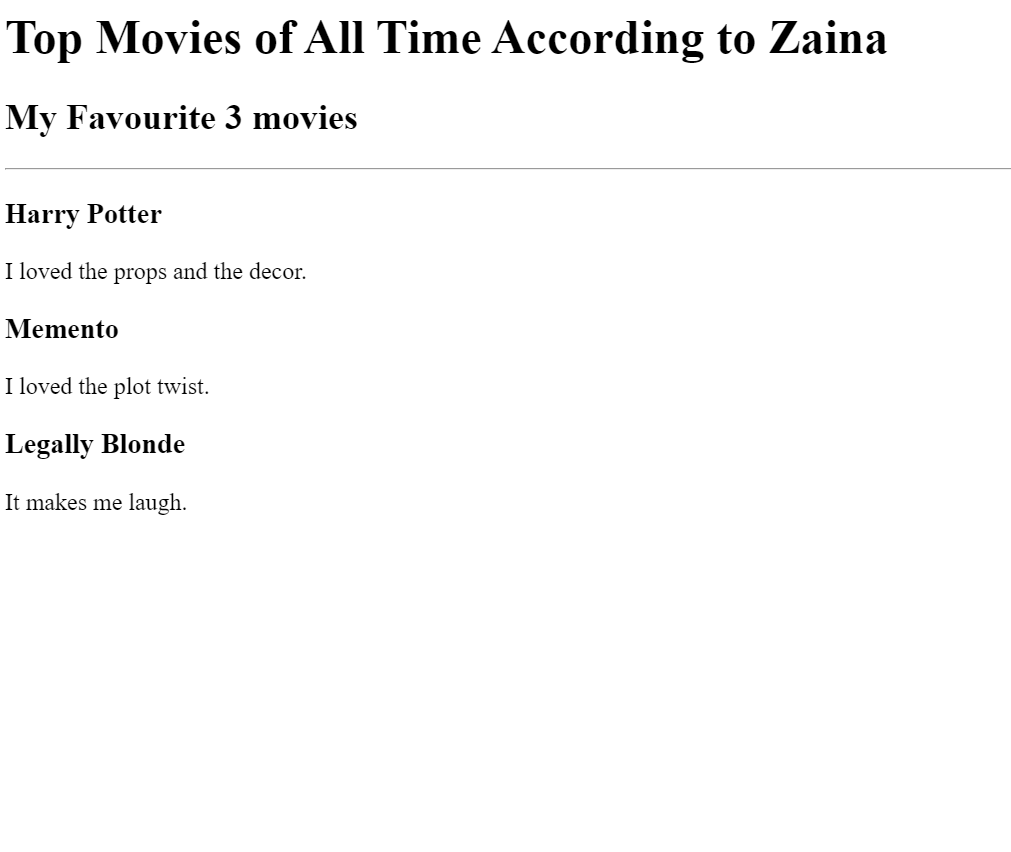 Top Movies of All Time According to Zaina
My Favourite 3 movies
Harry Potter
I loved the props and the decor.
Memento
I loved the plot twist.
Legally Blonde
It makes me laugh.